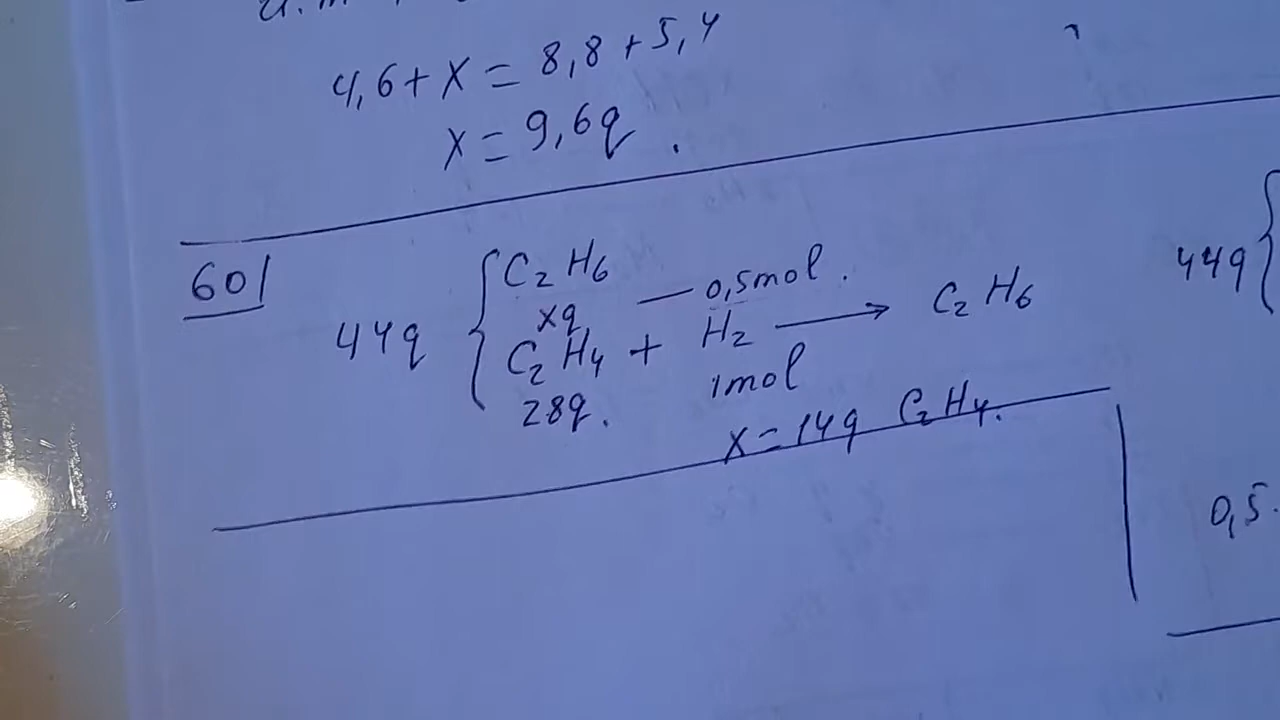 4,6 + x = 8,8 + 5,4
x = 9,6q.
601
44q { C₂H₆ — 0,5mol.
xq
C₂H₄ + H₂ → C₂H₆
28q. 1mol
x = 14q C₂H₄.
44q {
0,5.